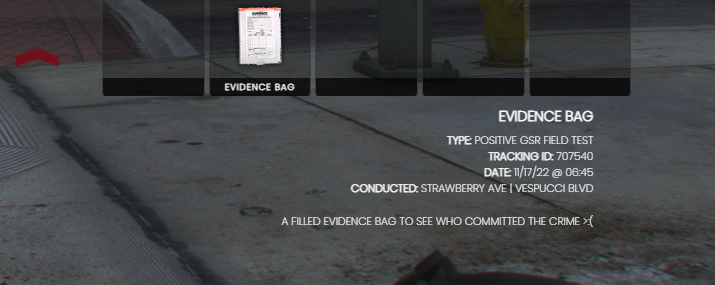 EVIDENCE
EVIDENCE BAG
EVIDENCE BAG
TYPE: POSITIVE GSR FIELD TEST
TRACKING ID: 707540
DATE: 11/17/22 @ 06:45
CONDUCTED: STRAWBERRY AVE | VESPUCCI BLVD
A FILLED EVIDENCE BAG TO SEE WHO COMMITTED THE CRIME >:(